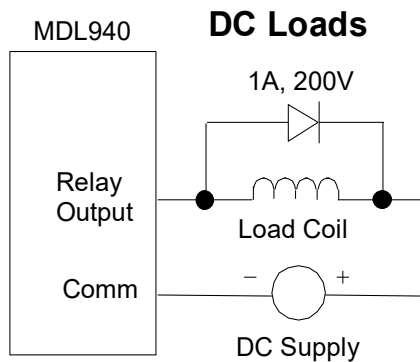 DC Loads
MDL940
1A, 200V
Relay
Output
Load Coil
Comm
− +
DC Supply